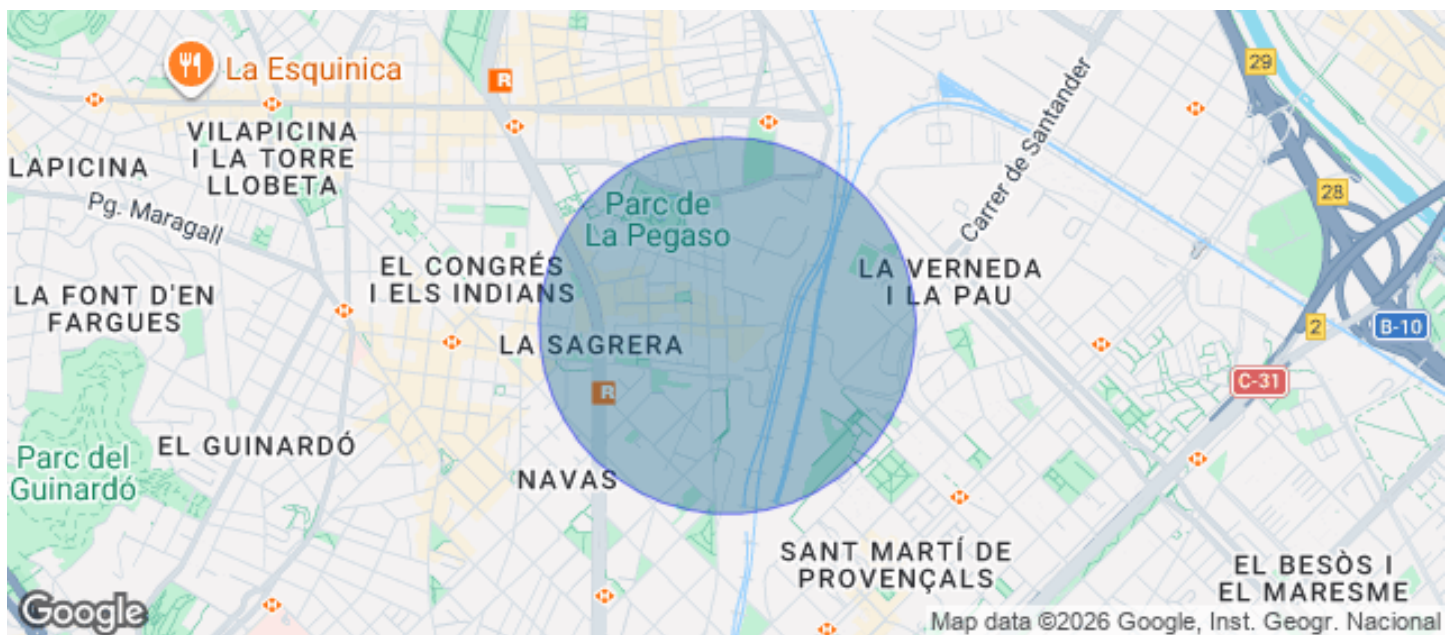 La Esquinica
R
29
VILAPICINA
I LA TORRE
LLOBETA
LAPICINA
Carrer de Santander
28
Pg. Maragall
Parc de
La Pegaso
EL CONGRÉS
I ELS INDIANS
LA VERNEDA
I LA PAU
LA FONT D'EN
FARGUES
2
B-10
LA SAGRERA
C-31
R
EL GUINARDÓ
Parc del
Guinardó
NAVAS
SANT MARTÍ DE
PROVENÇALS
EL BESÒS I
EL MARESME
Google
Map data ©2026 Google, Inst. Geogr. Nacional